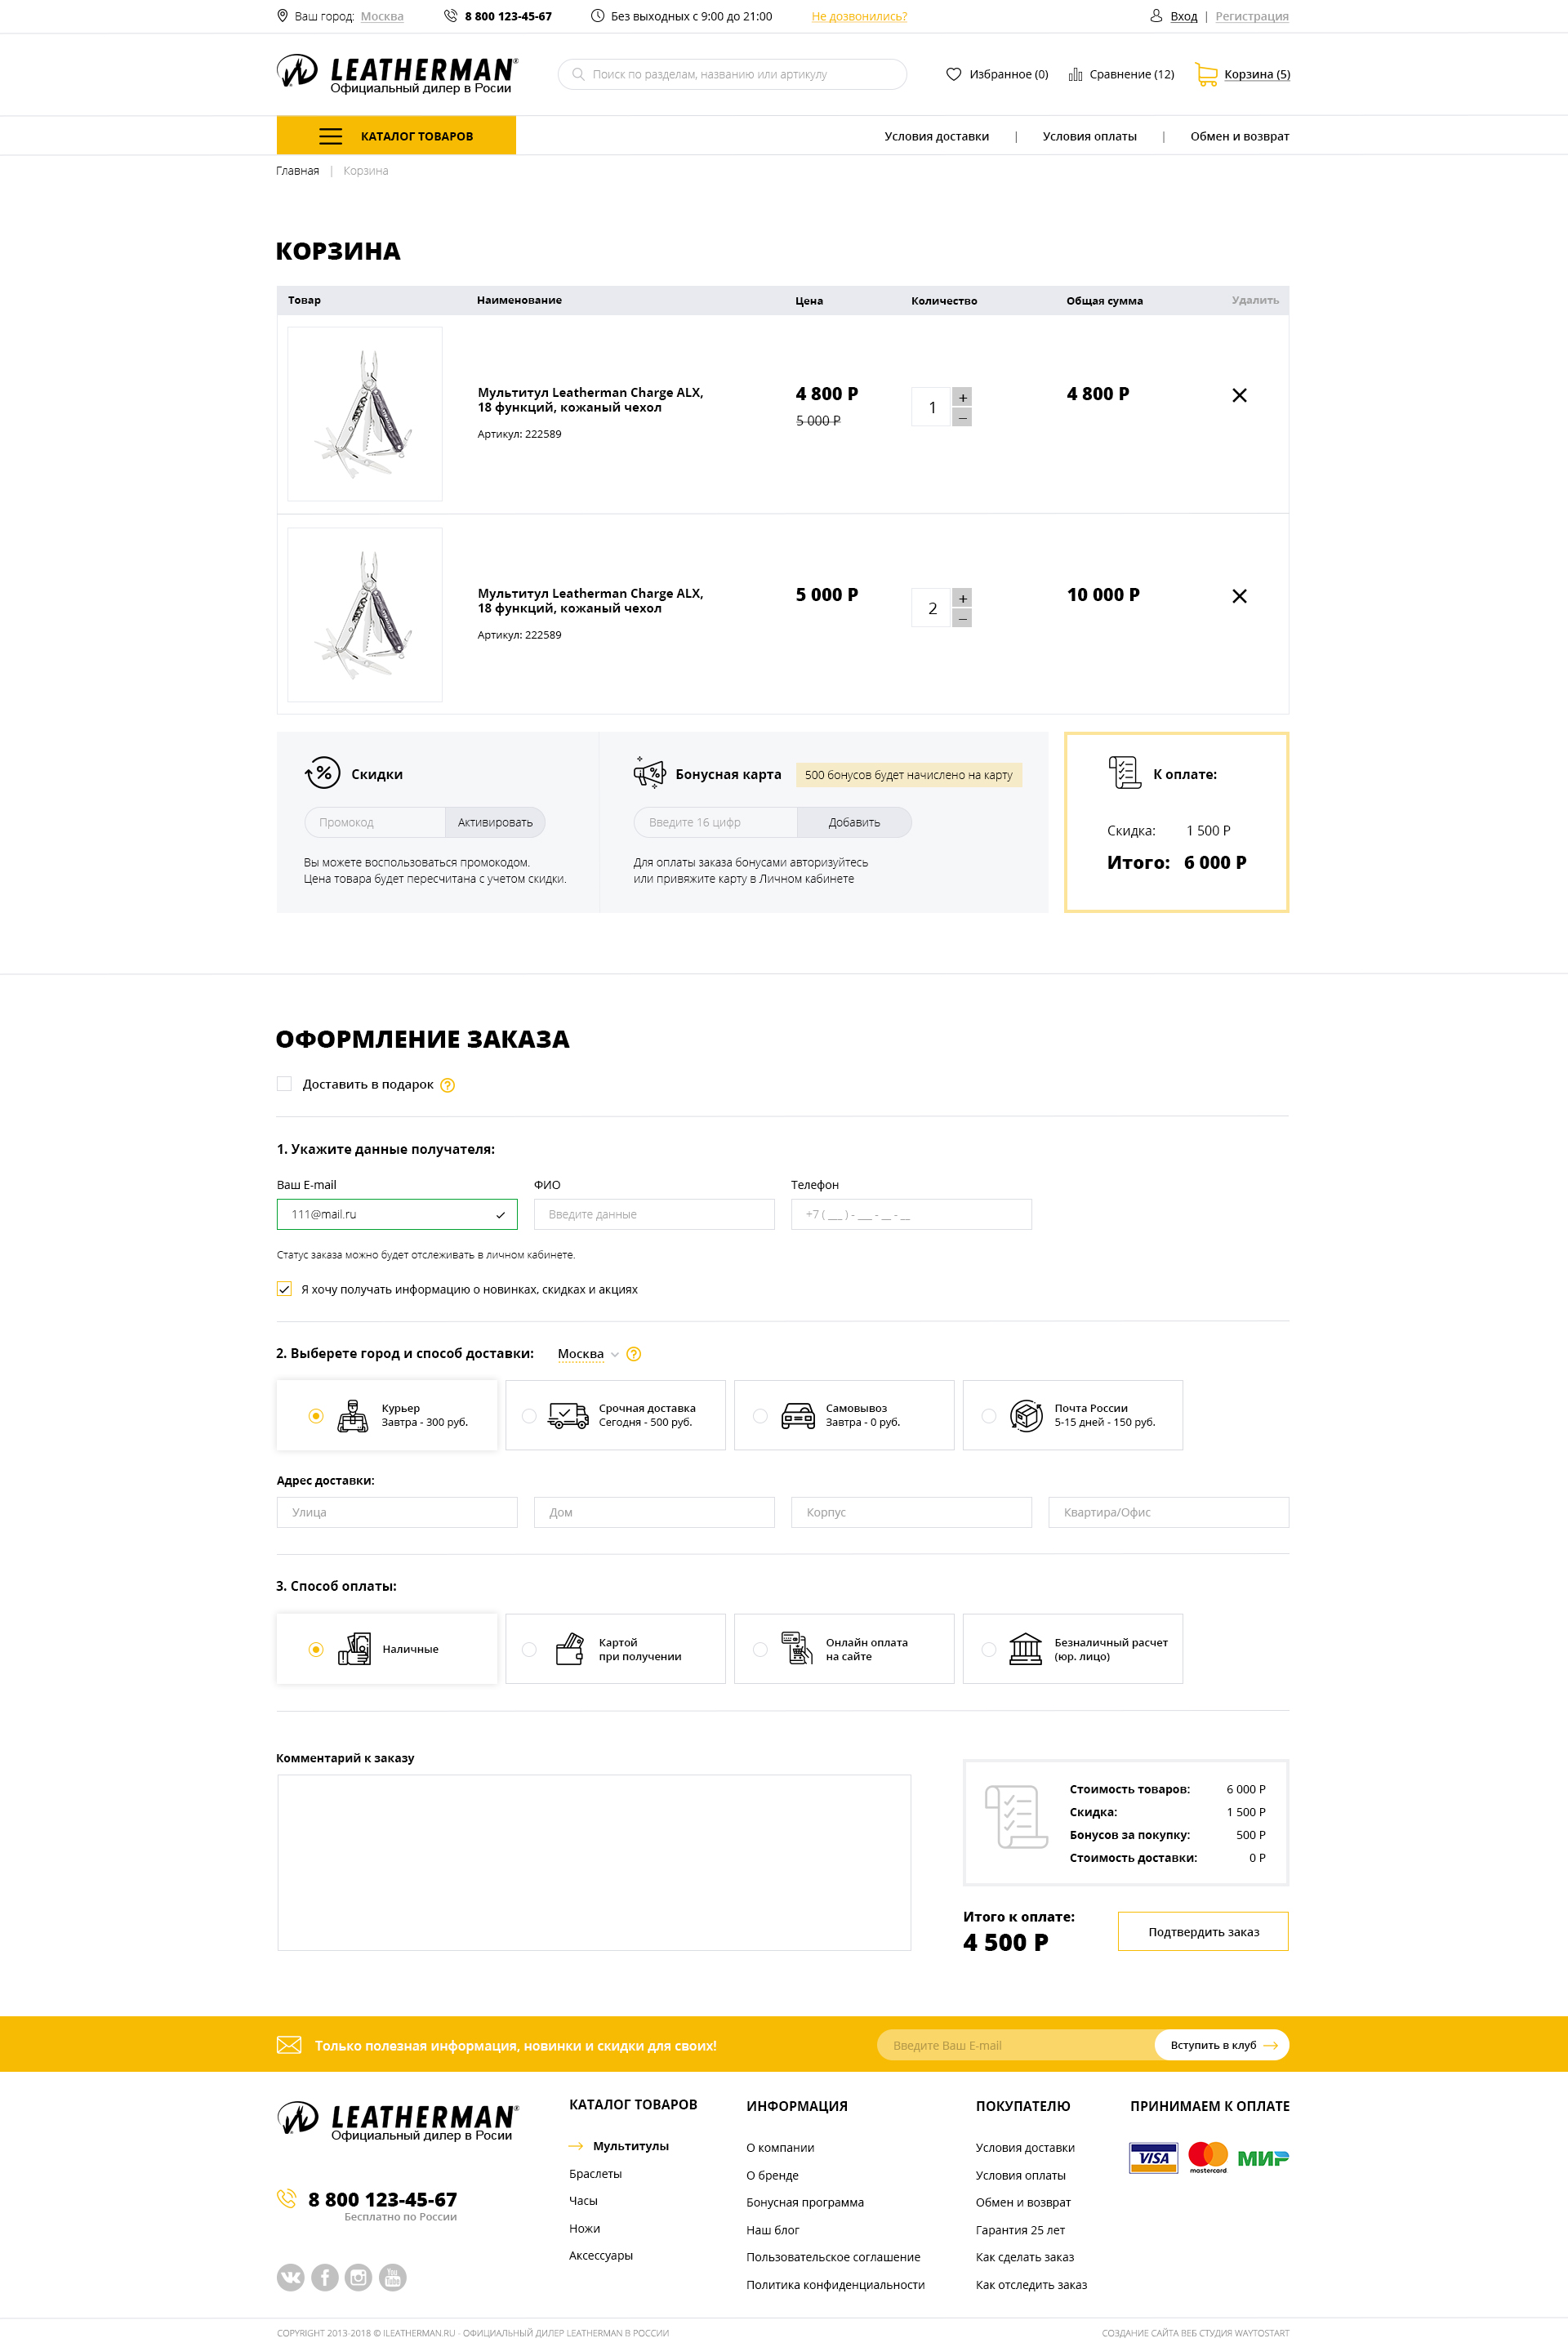 Ваш город: Москва 8 800 123-45-67 Без выходных с 9:00 до 21:00 Не дозвонились? Вход | Регистрация
LEATHERMAN®
Официальный дилер в Росии
Поиск по разделам, названию или артикулу
Избранное (0) Сравнение (12) Корзина (5)
КАТАЛОГ ТОВАРОВ Условия доставки | Условия оплаты | Обмен и возврат
Главная | Корзина
КОРЗИНА
Товар Наименование Цена Количество Общая сумма Удалить
Мультитул Leatherman Charge ALX,
18 функций, кожаный чехол
Артикул: 222589
4 800 Р
5 000 Р
1 + –
4 800 Р
Мультитул Leatherman Charge ALX,
18 функций, кожаный чехол
Артикул: 222589
5 000 Р
2 + –
10 000 Р
Скидки
Промокод Активировать
Вы можете воспользоваться промокодом.
Цена товара будет пересчитана с учетом скидки.
Бонусная карта 500 бонусов будет начислено на карту
Введите 16 цифр Добавить
Для оплаты заказа бонусами авторизуйтесь
или привяжите карту в Личном кабинете
К оплате:
Скидка: 1 500 Р
Итого: 6 000 Р
ОФОРМЛЕНИЕ ЗАКАЗА
Доставить в подарок ?
1. Укажите данные получателя:
Ваш E-mail ФИО Телефон
111@mail.ru Введите данные +7 ( __ ) - __ - _ - _
Статус заказа можно будет отслеживать в личном кабинете.
Я хочу получать информацию о новинках, скидках и акциях
2. Выберете город и способ доставки: Москва ?
Курьер
Завтра - 300 руб.
Срочная доставка
Сегодня - 500 руб.
Самовывоз
Завтра - 0 руб.
Почта России
5-15 дней - 150 руб.
Адрес доставки:
Улица Дом Корпус Квартира/Офис
3. Способ оплаты:
Наличные
Картой
при получении
Онлайн оплата
на сайте
Безналичный расчет
(юр. лицо)
Комментарий к заказу
Стоимость товаров: 6 000 Р
Скидка: 1 500 Р
Бонусов за покупку: 500 Р
Стоимость доставки: 0 Р
Итого к оплате:
4 500 Р
Подтвердить заказ
Только полезная информация, новинки и скидки для своих!
Введите Ваш E-mail Вступить в клуб
LEATHERMAN®
Официальный дилер в Росии
8 800 123-45-67
Бесплатно по России
You Tube
КАТАЛОГ ТОВАРОВ
Мультитулы
Браслеты
Часы
Ножи
Аксессуары
ИНФОРМАЦИЯ
О компании
О бренде
Бонусная программа
Наш блог
Пользовательское соглашение
Политика конфиденциальности
ПОКУПАТЕЛЮ
Условия доставки
Условия оплаты
Обмен и возврат
Гарантия 25 лет
Как сделать заказ
Как отследить заказ
ПРИНИМАЕМ К ОПЛАТЕ
VISA mastercard МИР
COPYRIGHT 2013-2018 © ILEATHERMAN.RU - ОФИЦИАЛЬНЫЙ ДИЛЕР LEATHERMAN В РОССИИ
СОЗДАНИЕ САЙТА ВЕБ СТУДИЯ WAYTOSTART